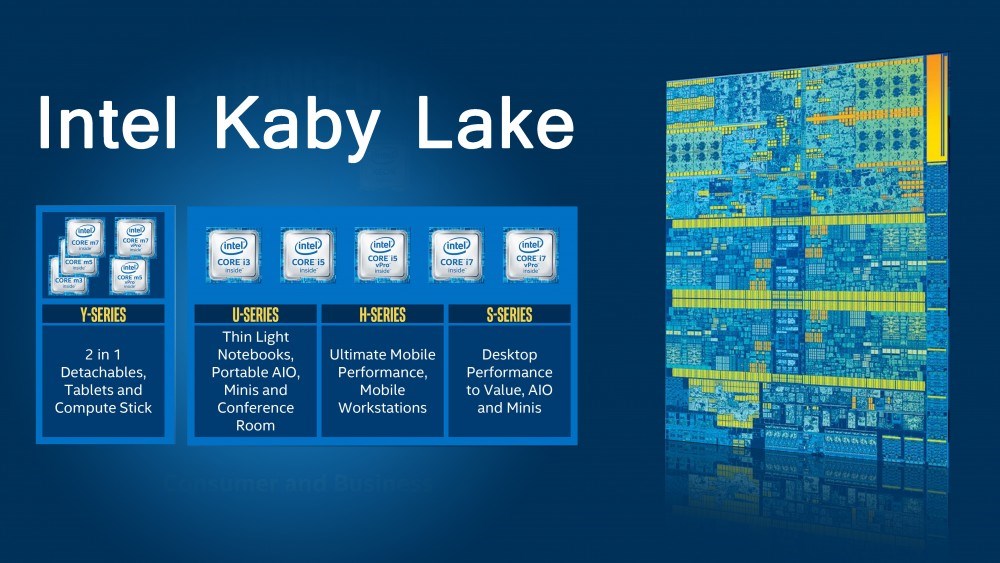 Intel Kaby Lake
intel
CORE m7
inside
intel
CORE m7
vPro
inside
CORE m5
inside
CORE m3
inside
intel
CORE m5
vPro
inside
intel
CORE i3
inside
intel
CORE i5
inside
intel
CORE i5
vPro
inside
intel
CORE i7
inside
intel
CORE i7
vPro
inside
Y-SERIES
2 in 1
Detachables,
Tablets and
Compute Stick
U-SERIES
Thin Light
Notebooks,
Portable AIO,
Minis and
Conference
Room
H-SERIES
Ultimate Mobile
Performance,
Mobile
Workstations
S-SERIES
Desktop
Performance
to Value, AIO
and Minis
Consumer and Business